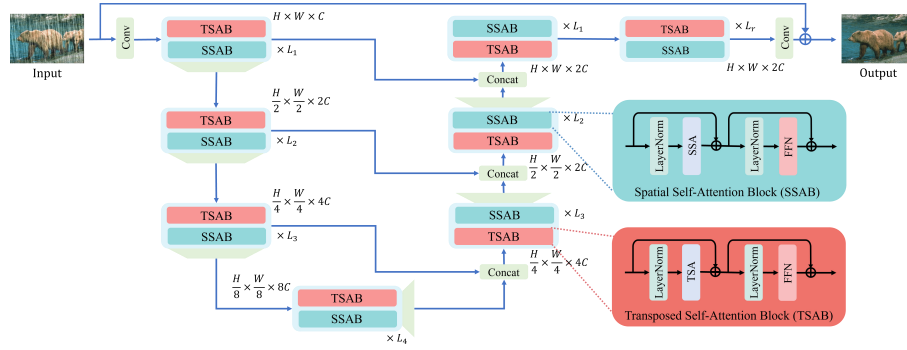 Input
Conv
TSAB
SSAB
H × W × C
× L₁
H/2 × W/2 × 2C
TSAB
SSAB
× L₂
H/4 × W/4 × 4C
TSAB
SSAB
× L₃
H/8 × W/8 × 8C
TSAB
SSAB
× L₄
Concat
H/4 × W/4 × 4C
SSAB
TSAB
× L₃
Concat
H/2 × W/2 × 2C
SSAB
TSAB
× L₂
Concat
H × W × 2C
SSAB
TSAB
× L₁
TSAB
SSAB
× Lᵣ
H × W × 2C
Conv
Output
LayerNorm
SSA
LayerNorm
FFN
Spatial Self-Attention Block (SSAB)
LayerNorm
TSA
LayerNorm
FFN
Transposed Self-Attention Block (TSAB)